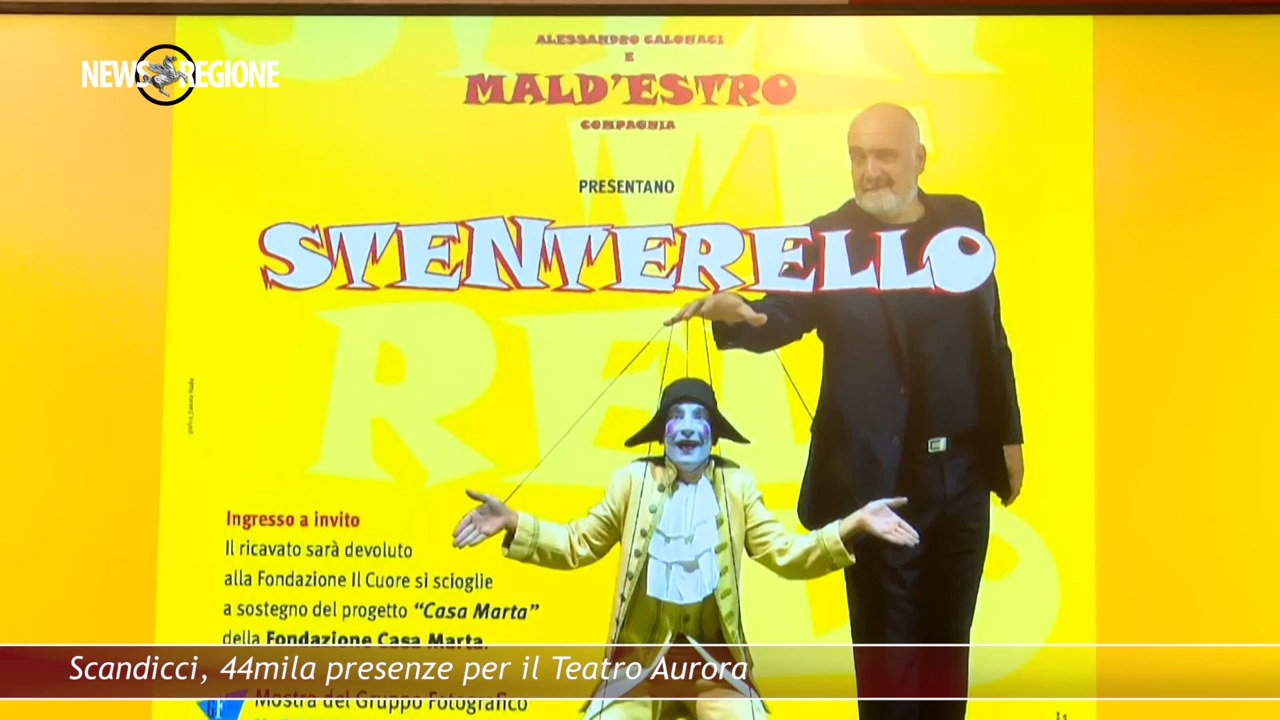 NEWS REGIONE
ALESSANDRO CALONACI
E
MALD'ESTRO
COMPAGNIA
PRESENTANO
STENTERELLO
Ingresso a invito
Il ricavato sarà devoluto
alla Fondazione Il Cuore si scioglie
a sostegno del progetto “Casa Marta”
della Fondazione Casa Marta.
Scandicci, 44mila presenze per il Teatro Aurora
Mostra del Gruppo Fotografico